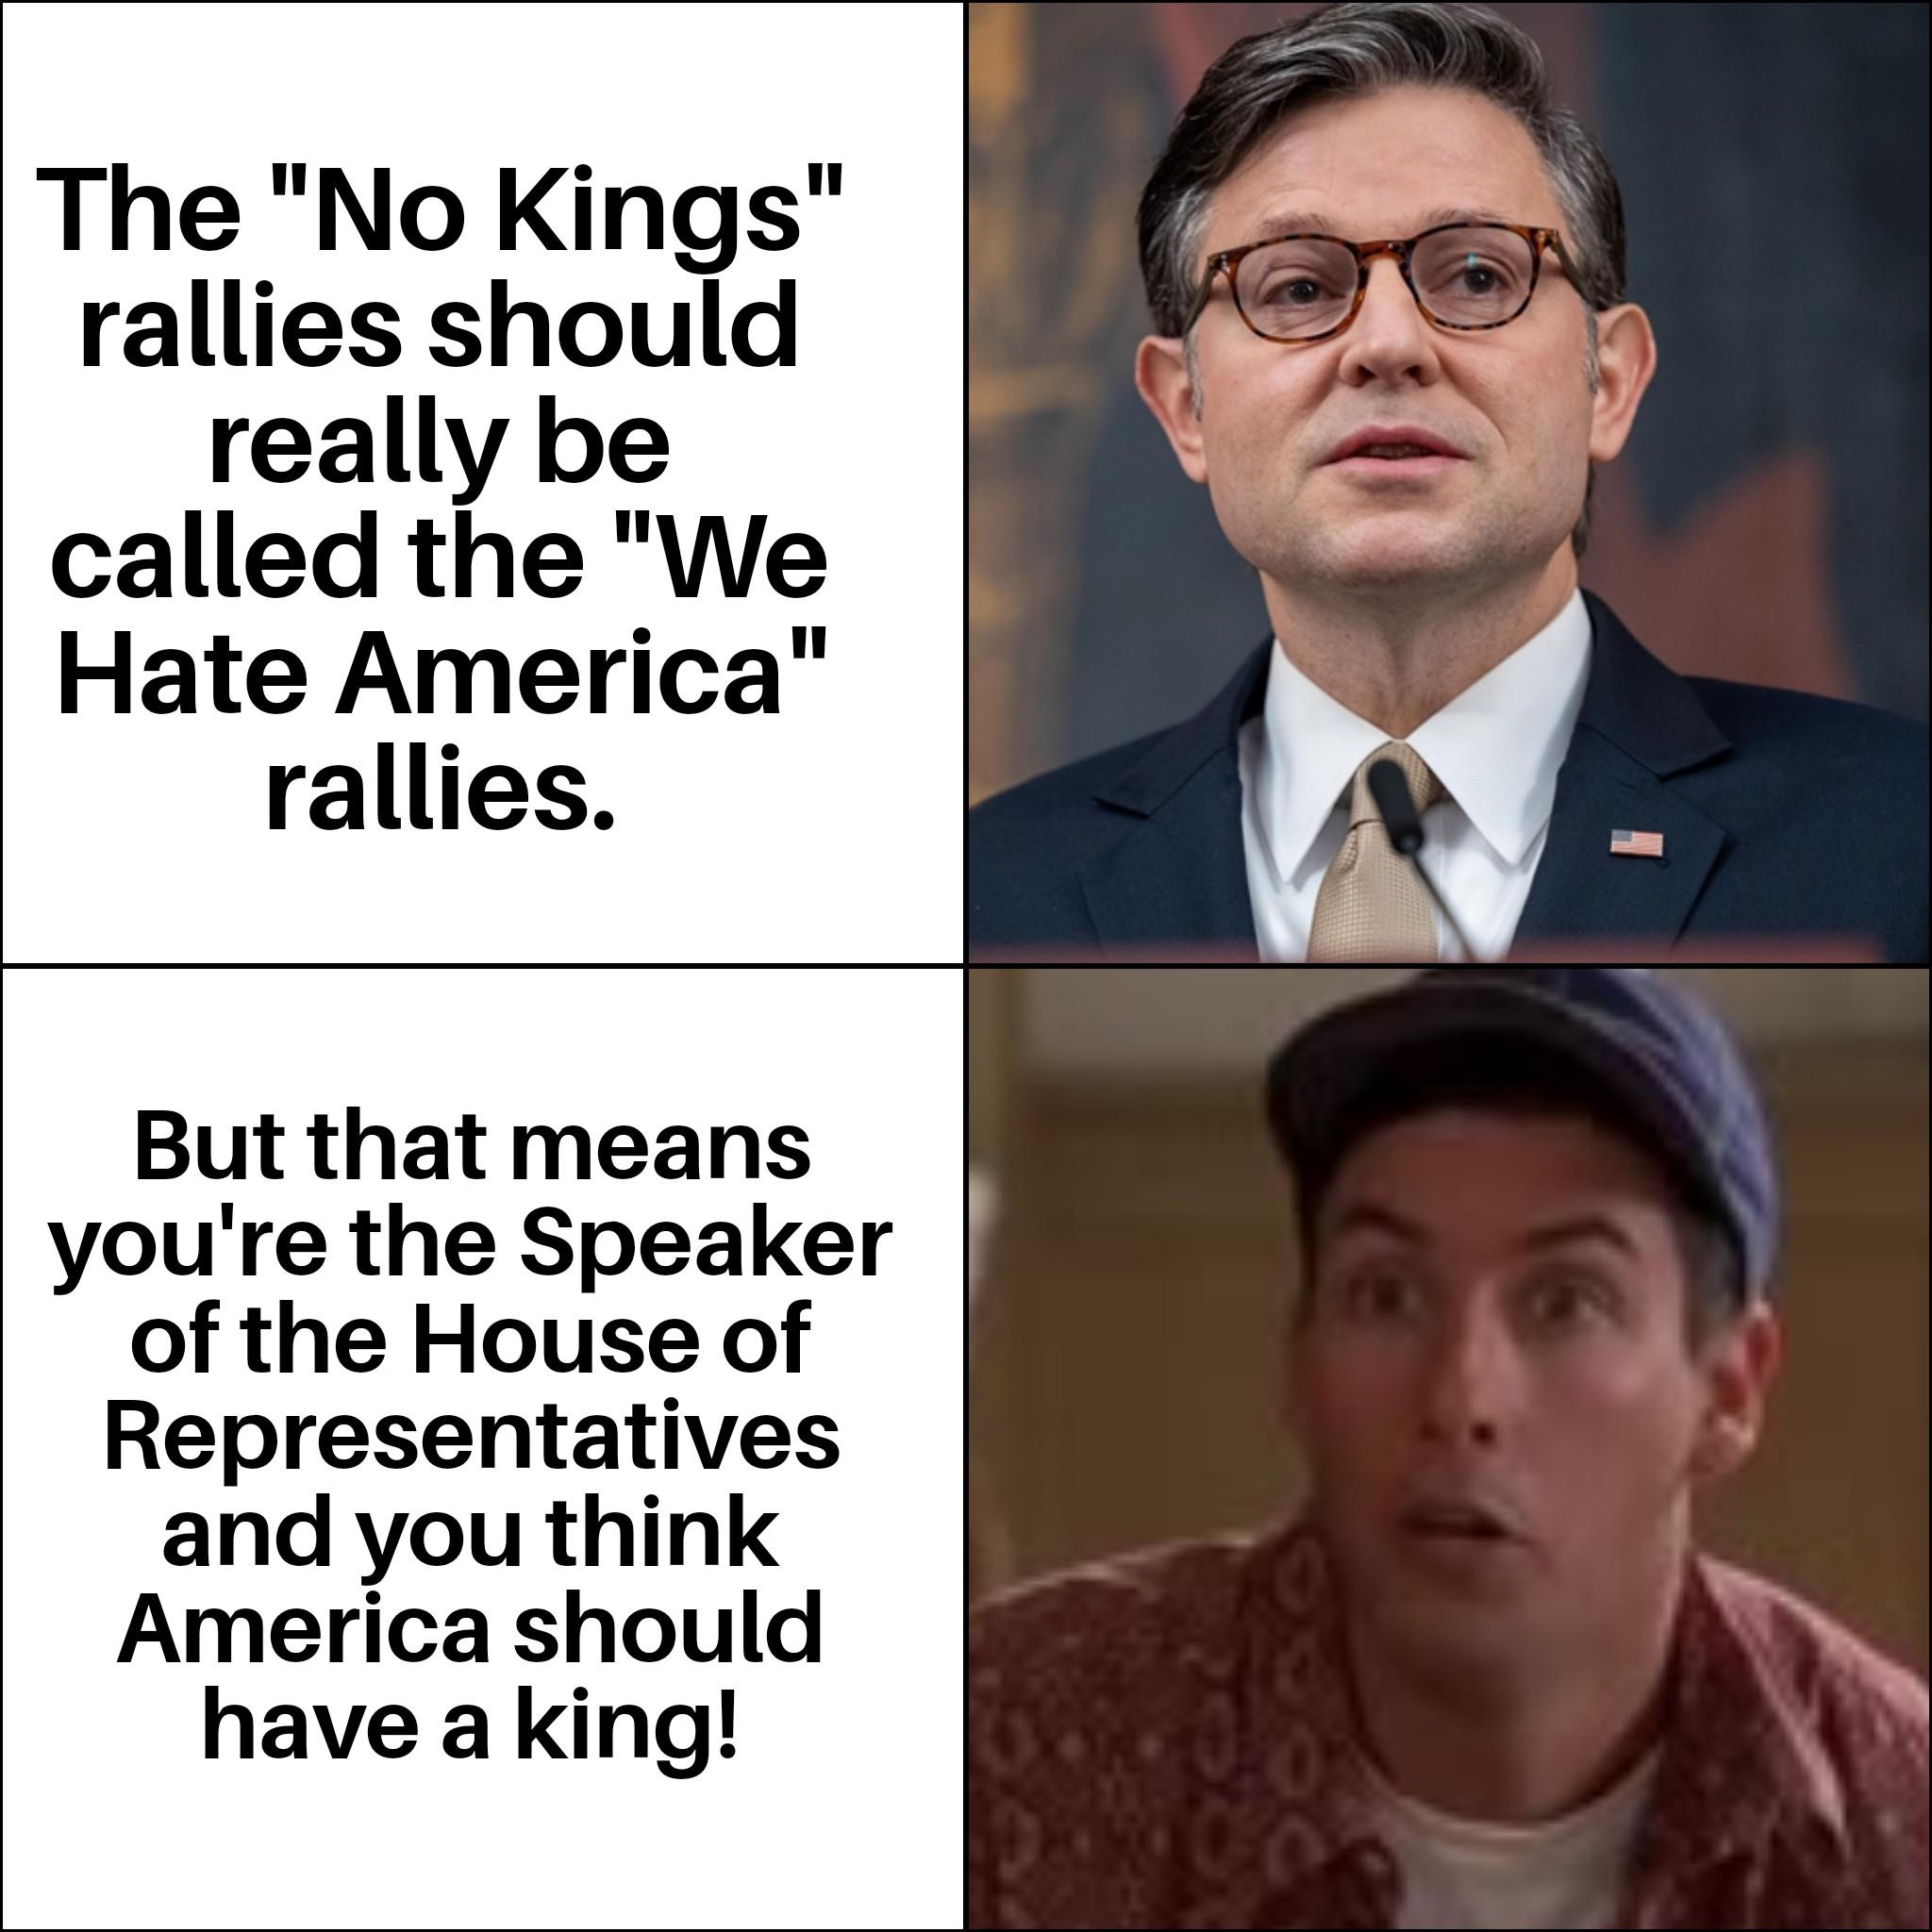 The "No Kings"
rallies should
really be
called the "We
Hate America"
rallies.
But that means
you're the Speaker
of the House of
Representatives
and you think
America should
have a king!